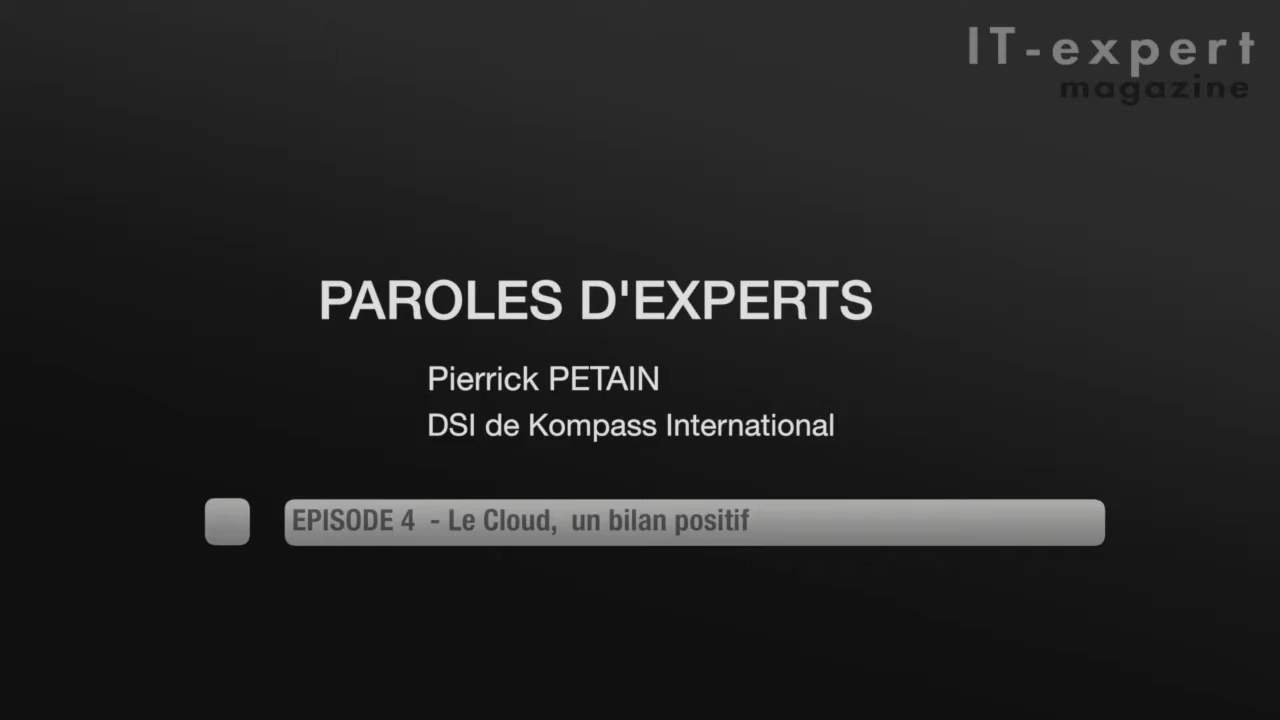 IT-expert
magazine
PAROLES D'EXPERTS
Pierrick PETAIN
DSI de Kompass International
EPISODE 4 - Le Cloud, un bilan positif